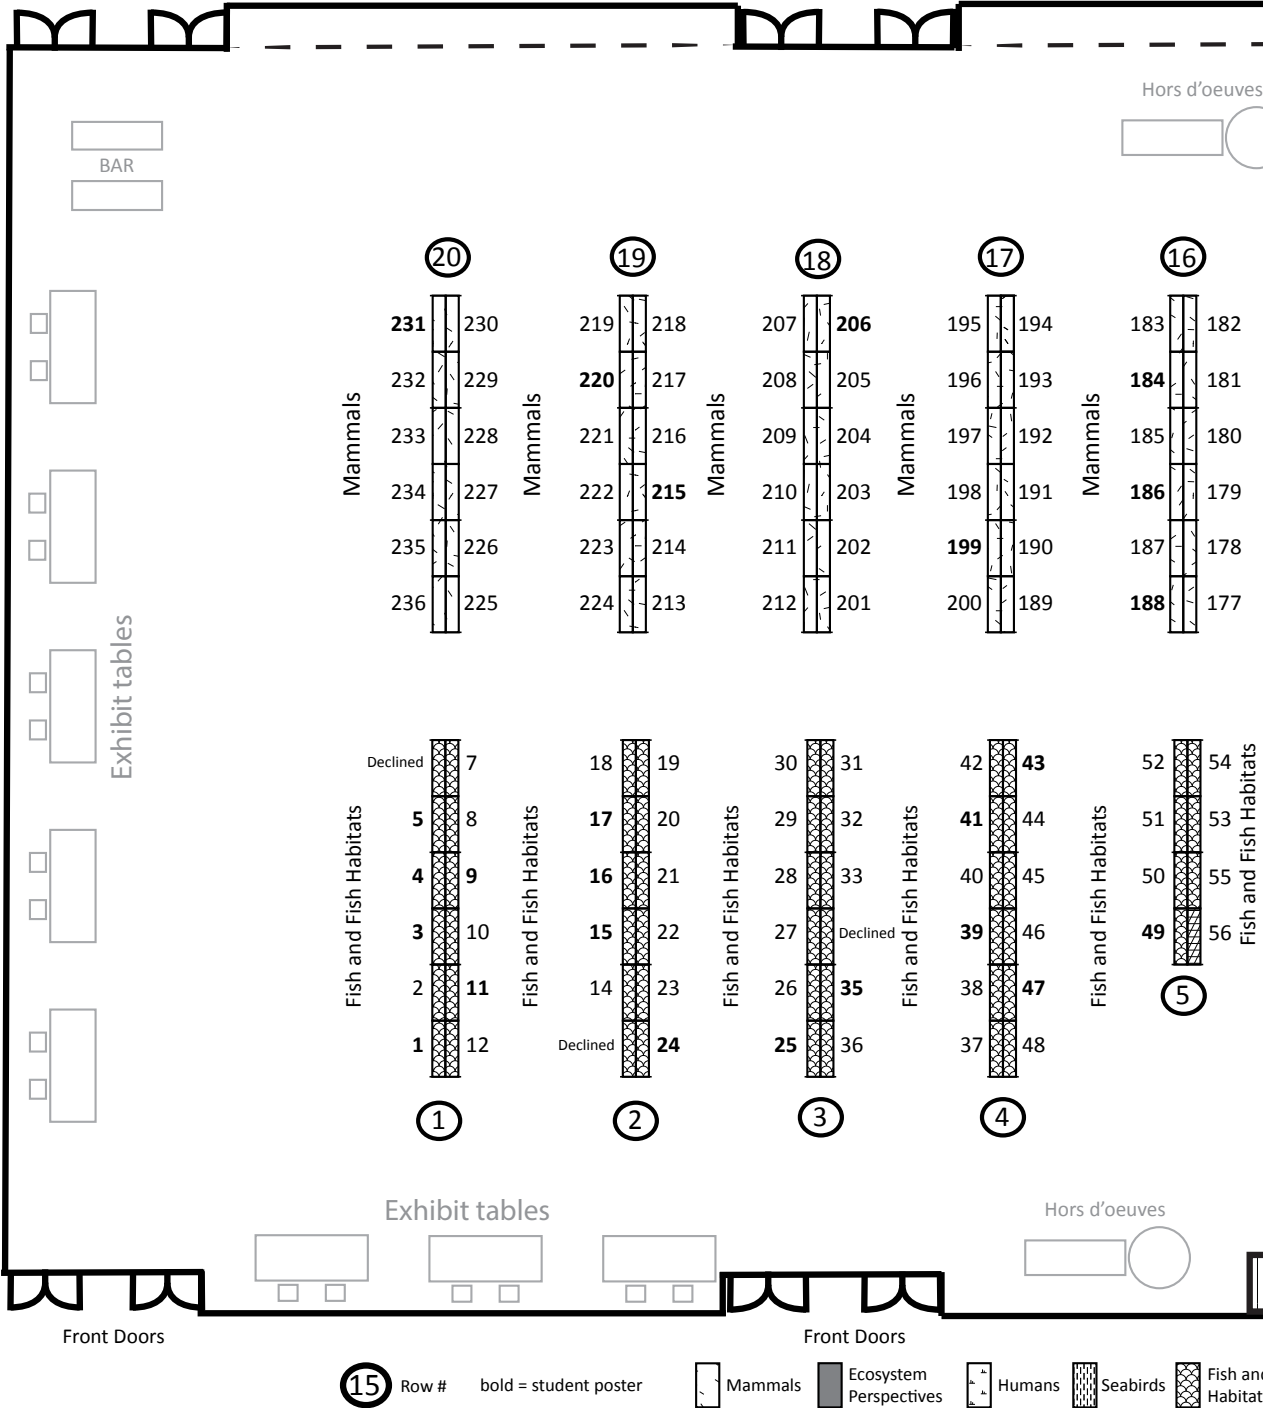 Hors d'oeuves
BAR
20 19 18 17 16
231 230 219 218 207 206 195 194 183 182
232 229 220 217 208 205 196 193 184 181
233 228 221 216 209 204 197 192 185 180
234 227 222 215 210 203 198 191 186 179
235 226 223 214 211 202 199 190 187 178
236 225 224 213 212 201 200 189 188 177
Mammals
Mammals
Mammals
Mammals
Mammals
Exhibit tables
Declined 7 18 19 30 31 42 43 52 54
5 8 17 20 29 32 41 44 51 53
4 9 16 21 28 33 40 45 50 55
3 10 15 22 27 Declined 39 46 49 56
2 11 14 23 26 35 38 47
1 12 Declined 24 25 36 37 48
Fish and Fish Habitats
Fish and Fish Habitats
Fish and Fish Habitats
Fish and Fish Habitats
Fish and Fish Habitats
Fish and Fish Habitats
5
1 2 3 4
Exhibit tables
Hors d'oeuves
Front Doors
Front Doors
15 Row #
bold = student poster
Mammals
Ecosystem
Perspectives
Humans
Seabirds
Fish and
Habitat